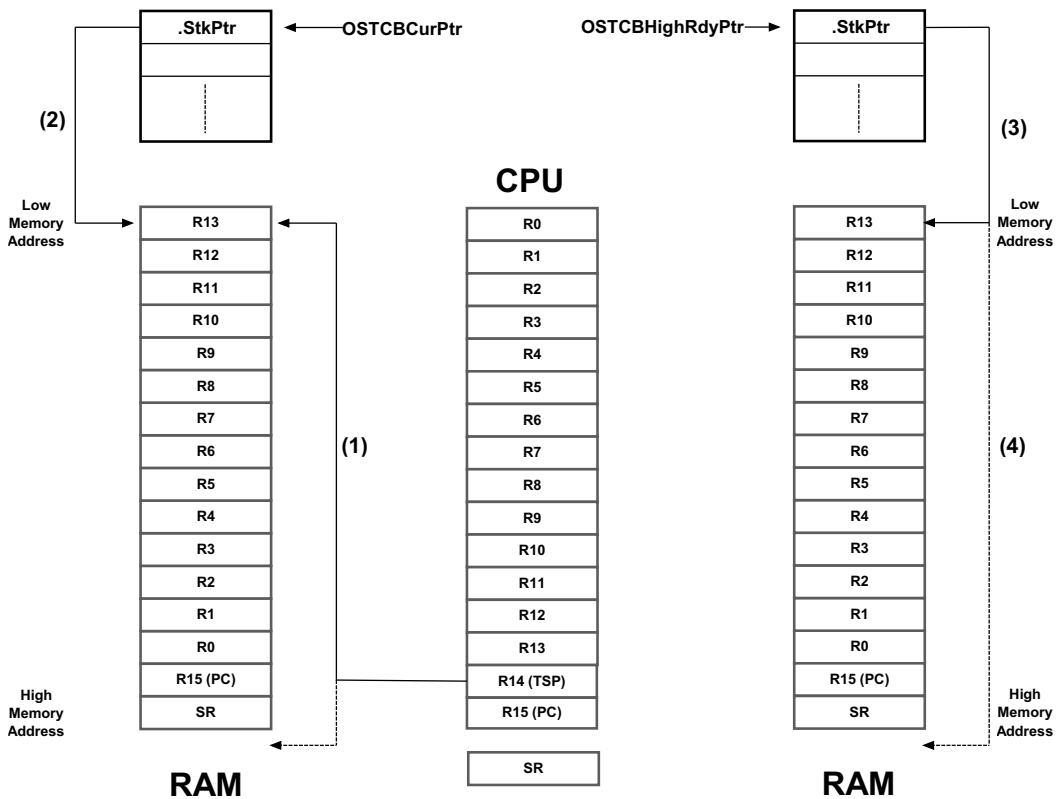 .StkPtr
OSTCBCurPtr
OSTCBHighRdyPtr
.StkPtr
(2)
(3)
CPU
Low
Memory
Address
R13
R12
R11
R10
R9
R8
R7
R6
R5
R4
R3
R2
R1
R0
R15 (PC)
SR
High
Memory
Address
RAM
(1)
R0
R1
R2
R3
R4
R5
R6
R7
R8
R9
R10
R11
R12
R13
R14 (TSP)
R15 (PC)
SR
R13
R12
R11
R10
R9
R8
R7
R6
R5
R4
R3
R2
R1
R0
R15 (PC)
SR
RAM
(4)
Low
Memory
Address
High
Memory
Address